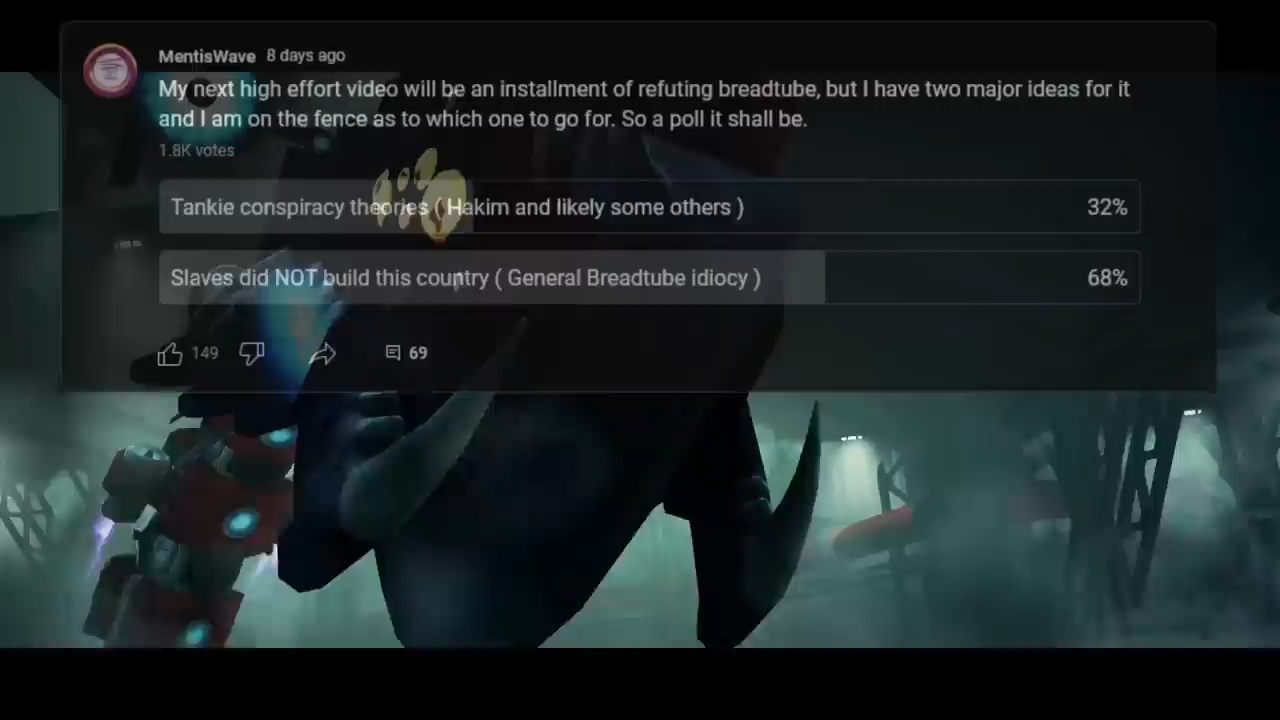 MentisWave 8 days ago
My next high effort video will be an installment of refuting breadtube, but I have two major ideas for it
and I am on the fence as to which one to go for. So a poll it shall be.
1.8K votes
Tankie conspiracy theories ( Hakim and likely some others ) 32%
Slaves did NOT build this country ( General Breadtube idiocy ) 68%
149 69